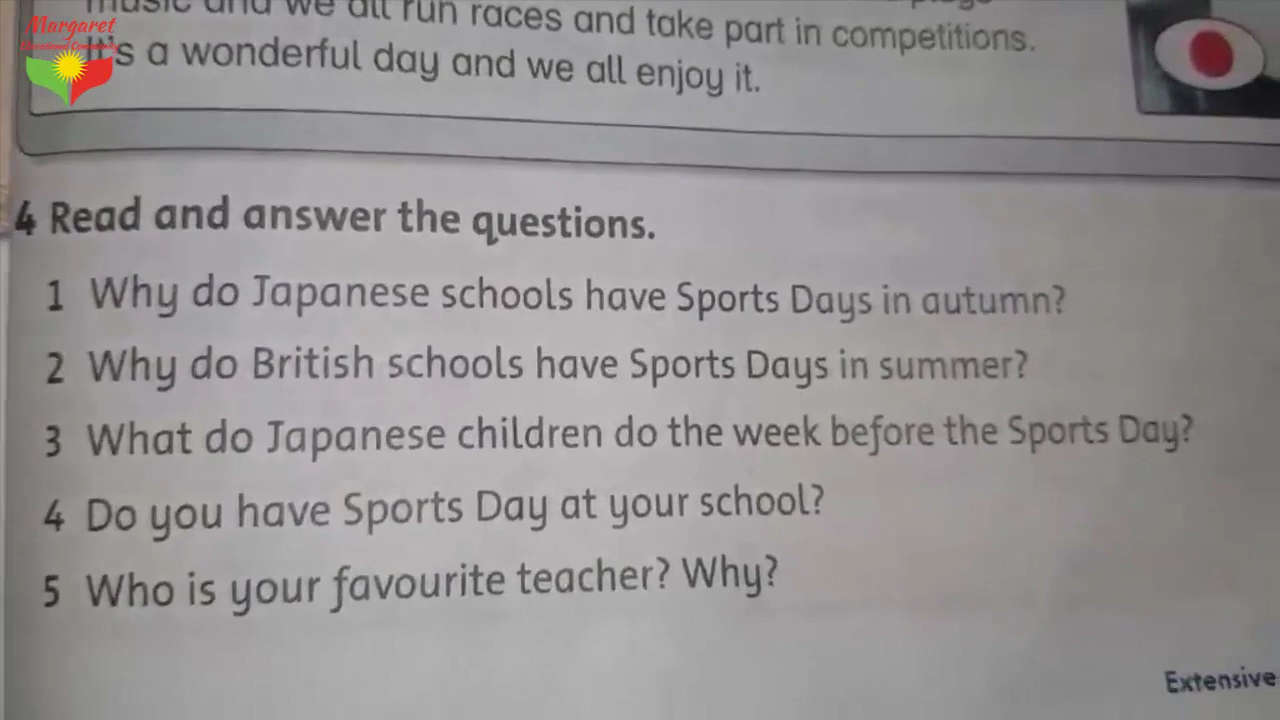 Margaret
Educational Community
music and we all run races and take part in competitions.
It's a wonderful day and we all enjoy it.
4 Read and answer the questions.
1 Why do Japanese schools have Sports Days in autumn?
2 Why do British schools have Sports Days in summer?
3 What do Japanese children do the week before the Sports Day?
4 Do you have Sports Day at your school?
5 Who is your favourite teacher? Why?
Extensive